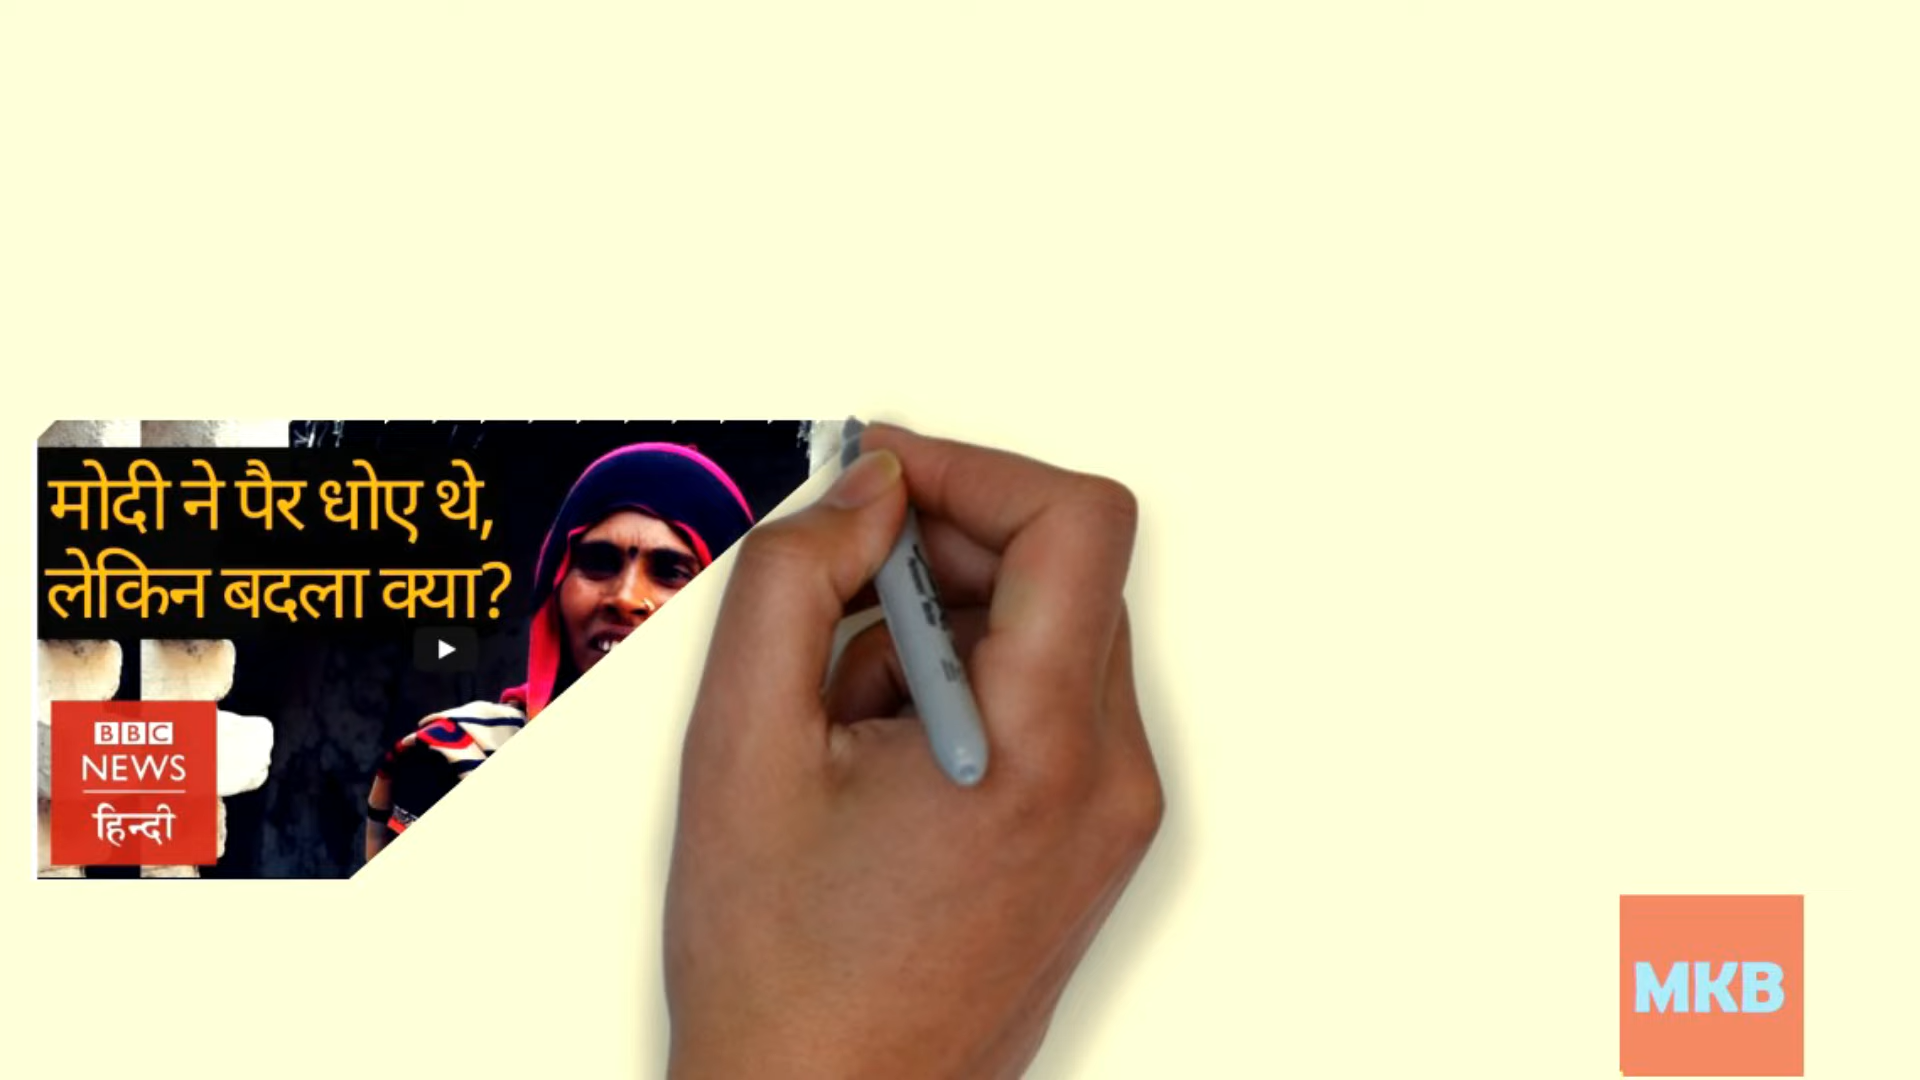 मोदी ने पैर धोए थे,
लेकिन बदला क्या?
BBC
NEWS
हिन्दी
MKB